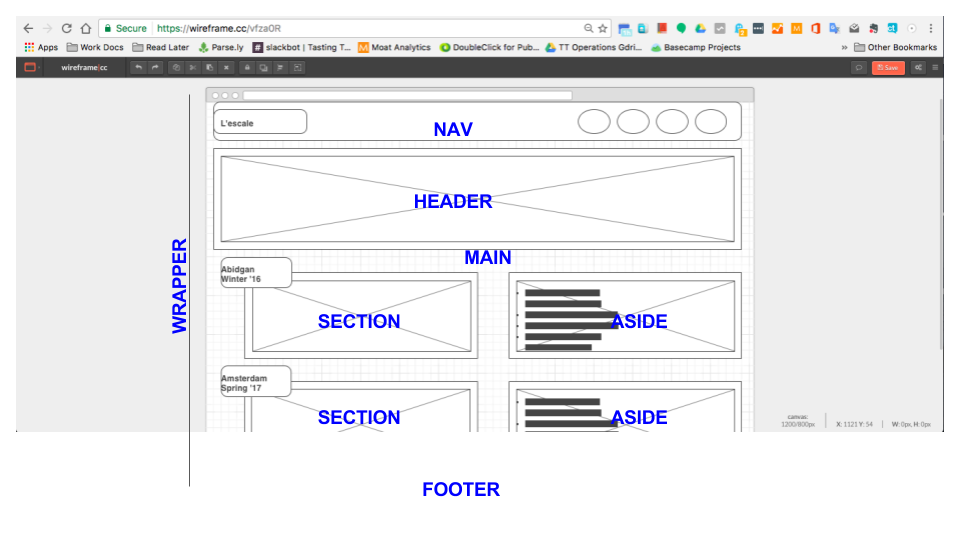 Secure https://wireframe.cc/vfza0R
Apps Work Docs Read Later Parse.ly slackbot | Tasting T... Moat Analytics DoubleClick for Pub... TT Operations Gdri... Basecamp Projects » Other Bookmarks
wireframe|cc Save
L'escale
NAV
HEADER
MAIN
WRAPPER
Abidgan
Winter '16
SECTION ASIDE
Amsterdam
Spring '17
SECTION ASIDE
canvas:
1200/800px X: 1121 Y: 54 W: 0px, H: 0px
FOOTER